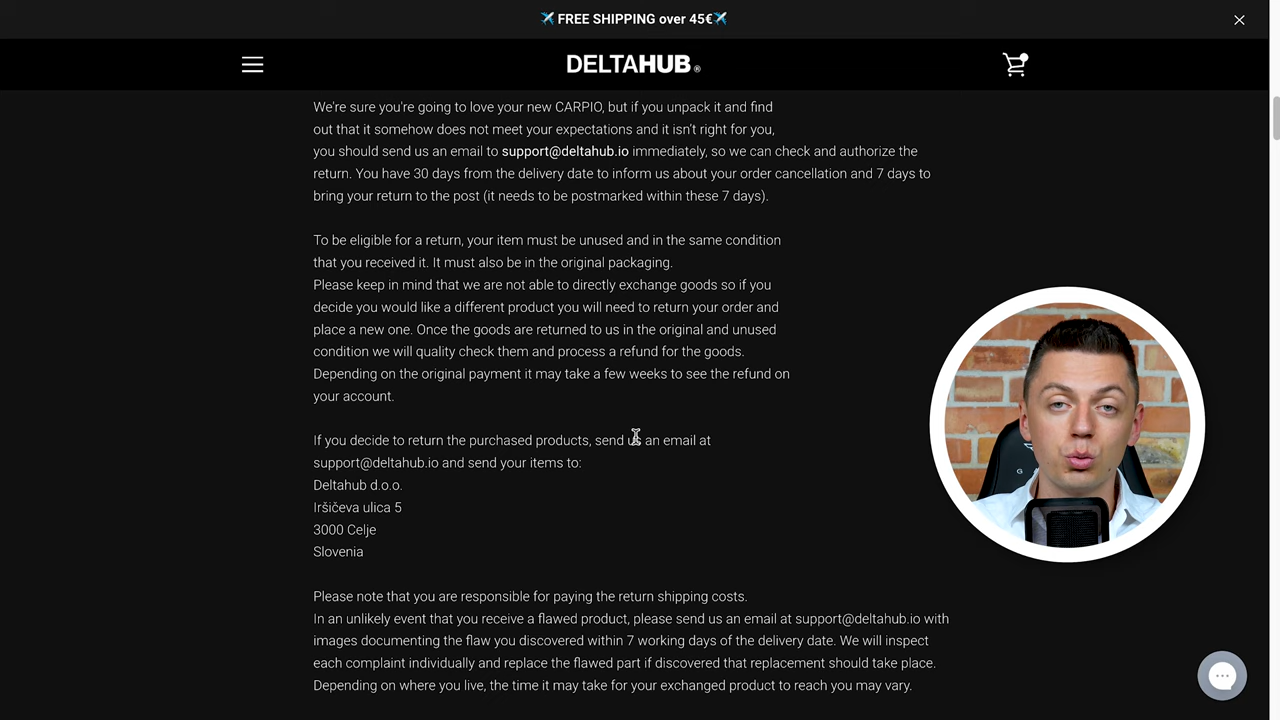 ✈️ FREE SHIPPING over 45€✈️
DELTAHUB®
We're sure you're going to love your new CARPIO, but if you unpack it and find
out that it somehow does not meet your expectations and it isn't right for you,
you should send us an email to support@deltahub.io immediately, so we can check and authorize the
return. You have 30 days from the delivery date to inform us about your order cancellation and 7 days to
bring your return to the post (it needs to be postmarked within these 7 days).
To be eligible for a return, your item must be unused and in the same condition
that you received it. It must also be in the original packaging.
Please keep in mind that we are not able to directly exchange goods so if you
decide you would like a different product you will need to return your order and
place a new one. Once the goods are returned to us in the original and unused
condition we will quality check them and process a refund for the goods.
Depending on the original payment it may take a few weeks to see the refund on
your account.
If you decide to return the purchased products, send us an email at
support@deltahub.io and send your items to:
Deltahub d.o.o.
Iršičeva ulica 5
3000 Celje
Slovenia
Please note that you are responsible for paying the return shipping costs.
In an unlikely event that you receive a flawed product, please send us an email at support@deltahub.io with
images documenting the flaw you discovered within 7 working days of the delivery date. We will inspect
each complaint individually and replace the flawed part if discovered that replacement should take place.
Depending on where you live, the time it may take for your exchanged product to reach you may vary.